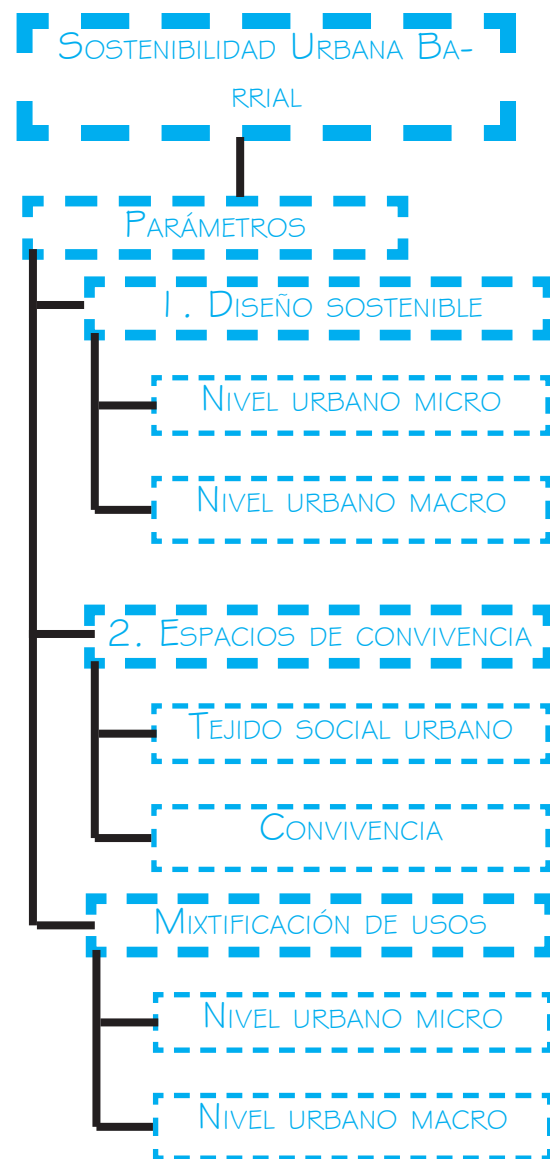 Sostenibilidad Urbana Ba-
rrial
Parámetros
1. Diseño sostenible
Nivel urbano micro
Nivel urbano macro
2. Espacios de convivencia
Tejido social urbano
Convivencia
Mixtificación de usos
Nivel urbano micro
Nivel urbano macro